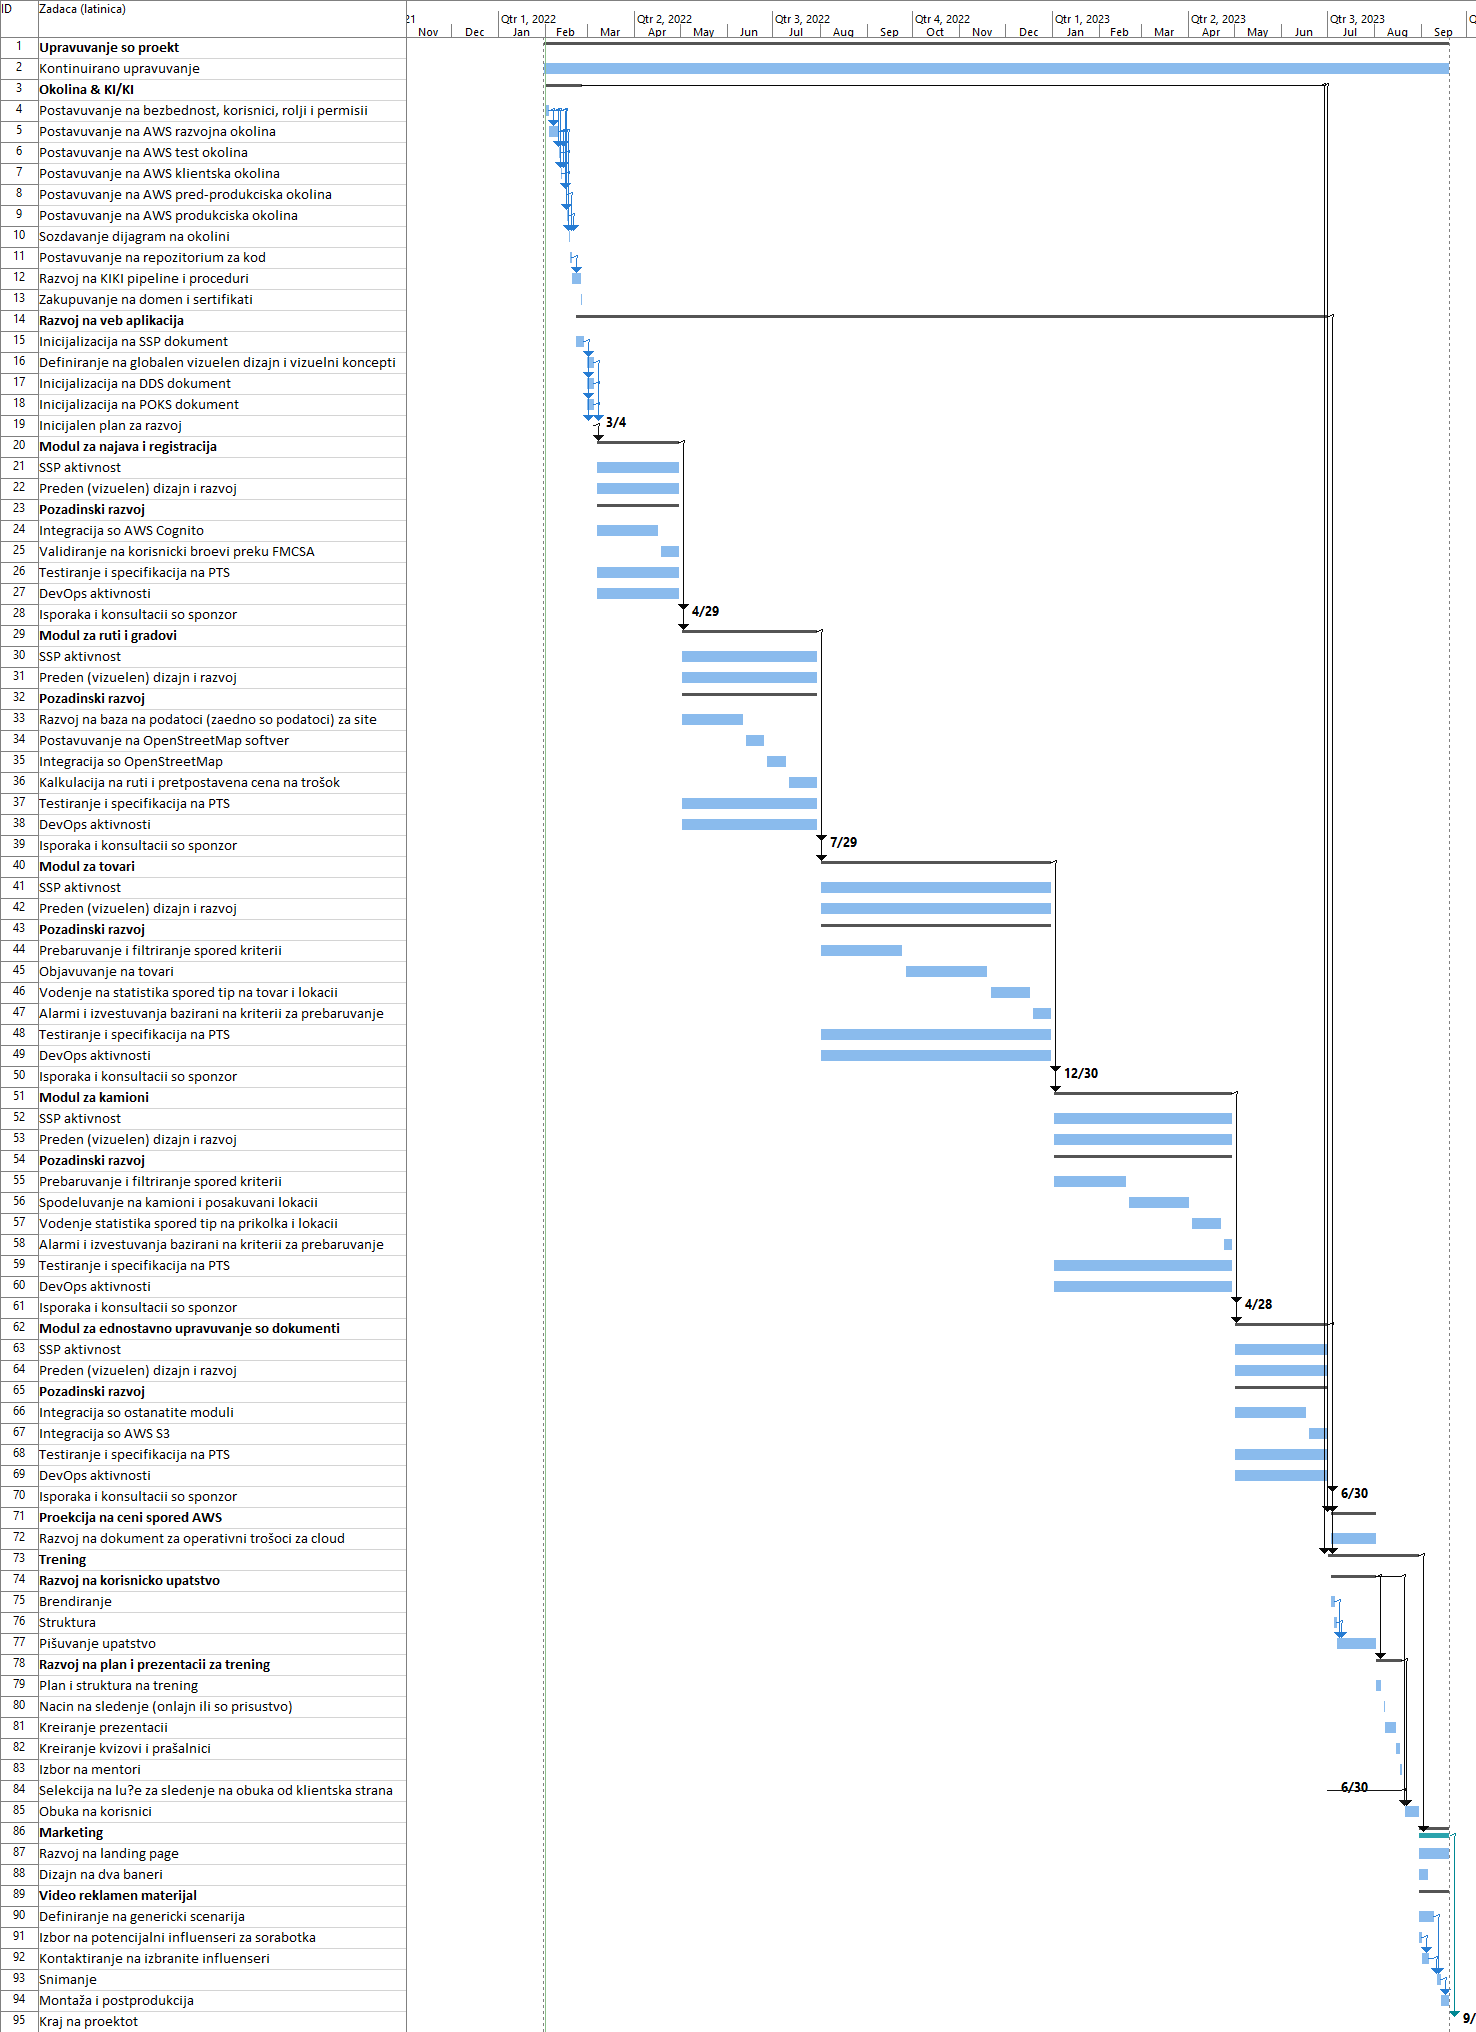 ID Zadaca (latinica)
21 Qtr 1, 2022 Qtr 2, 2022 Qtr 3, 2022 Qtr 4, 2022 Qtr 1, 2023 Qtr 2, 2023 Qtr 3, 2023 Q
Nov Dec Jan Feb Mar Apr May Jun Jul Aug Sep Oct Nov Dec Jan Feb Mar Apr May Jun Jul Aug Sep
1 Upravuvanje so proekt
2 Kontinuirano upravuvanje
3 Okolina & KI/KI
4 Postavuvanje na bezbednost, korisnici, rolji i permisii
5 Postavuvanje na AWS razvojna okolina
6 Postavuvanje na AWS test okolina
7 Postavuvanje na AWS klientska okolina
8 Postavuvanje na AWS pred-produkciska okolina
9 Postavuvanje na AWS produkciska okolina
10 Sozdavanje dijagram na okolini
11 Postavuvanje na repozitorium za kod
12 Razvoj na KIKI pipeline i proceduri
13 Zakupuvanje na domen i sertifikati
14 Razvoj na veb aplikacija
15 Inicijalizacija na SSP dokument
16 Definiranje na globalen vizuelen dizajn i vizuelni koncepti
17 Inicijalizacija na DDS dokument
18 Inicijalizacija na POKS dokument
19 Inicijalen plan za razvoj 3/4
20 Modul za najava i registracija
21 SSP aktivnost
22 Preden (vizuelen) dizajn i razvoj
23 Pozadinski razvoj
24 Integracija so AWS Cognito
25 Validiranje na korisnicki broevi preku FMCSA
26 Testiranje i specifikacija na PTS
27 DevOps aktivnosti
28 Isporaka i konsultacii so sponzor 4/29
29 Modul za ruti i gradovi
30 SSP aktivnost
31 Preden (vizuelen) dizajn i razvoj
32 Pozadinski razvoj
33 Razvoj na baza na podatoci (zaedno so podatoci) za site
34 Postavuvanje na OpenStreetMap softver
35 Integracija so OpenStreetMap
36 Kalkulacija na ruti i pretpostavena cena na trošok
37 Testiranje i specifikacija na PTS
38 DevOps aktivnosti
39 Isporaka i konsultacii so sponzor 7/29
40 Modul za tovari
41 SSP aktivnost
42 Preden (vizuelen) dizajn i razvoj
43 Pozadinski razvoj
44 Prebaruvanje i filtriranje spored kriterii
45 Objavuvanje na tovari
46 Vodenje na statistika spored tip na tovar i lokacii
47 Alarmi i izvestuvanja bazirani na kriterii za prebaruvanje
48 Testiranje i specifikacija na PTS
49 DevOps aktivnosti
50 Isporaka i konsultacii so sponzor 12/30
51 Modul za kamioni
52 SSP aktivnost
53 Preden (vizuelen) dizajn i razvoj
54 Pozadinski razvoj
55 Prebaruvanje i filtriranje spored kriterii
56 Spodeluvanje na kamioni i posakuvani lokacii
57 Vodenje statistika spored tip na prikolka i lokacii
58 Alarmi i izvestuvanja bazirani na kriterii za prebaruvanje
59 Testiranje i specifikacija na PTS
60 DevOps aktivnosti
61 Isporaka i konsultacii so sponzor 4/28
62 Modul za ednostavno upravuvanje so dokumenti
63 SSP aktivnost
64 Preden (vizuelen) dizajn i razvoj
65 Pozadinski razvoj
66 Integracija so ostanatite moduli
67 Integracija so AWS S3
68 Testiranje i specifikacija na PTS
69 DevOps aktivnosti
70 Isporaka i konsultacii so sponzor 6/30
71 Proekcija na ceni spored AWS
72 Razvoj na dokument za operativni trošoci za cloud
73 Trening
74 Razvoj na korisnicko upatstvo
75 Brendiranje
76 Struktura
77 Pišuvanje upatstvo
78 Razvoj na plan i prezentacii za trening
79 Plan i struktura na trening
80 Nacin na sledenje (onlajn ili so prisustvo)
81 Kreiranje prezentacii
82 Kreiranje kvizovi i prašalnici
83 Izbor na mentori
84 Selekcija na lu?e za sledenje na obuka od klientska strana 6/30
85 Obuka na korisnici
86 Marketing
87 Razvoj na landing page
88 Dizajn na dva baneri
89 Video reklamen materijal
90 Definiranje na genericki scenarija
91 Izbor na potencijalni influenseri za sorabotka
92 Kontaktiranje na izbranite influenseri
93 Snimanje
94 Montaža i postprodukcija
95 Kraj na proektot 9/